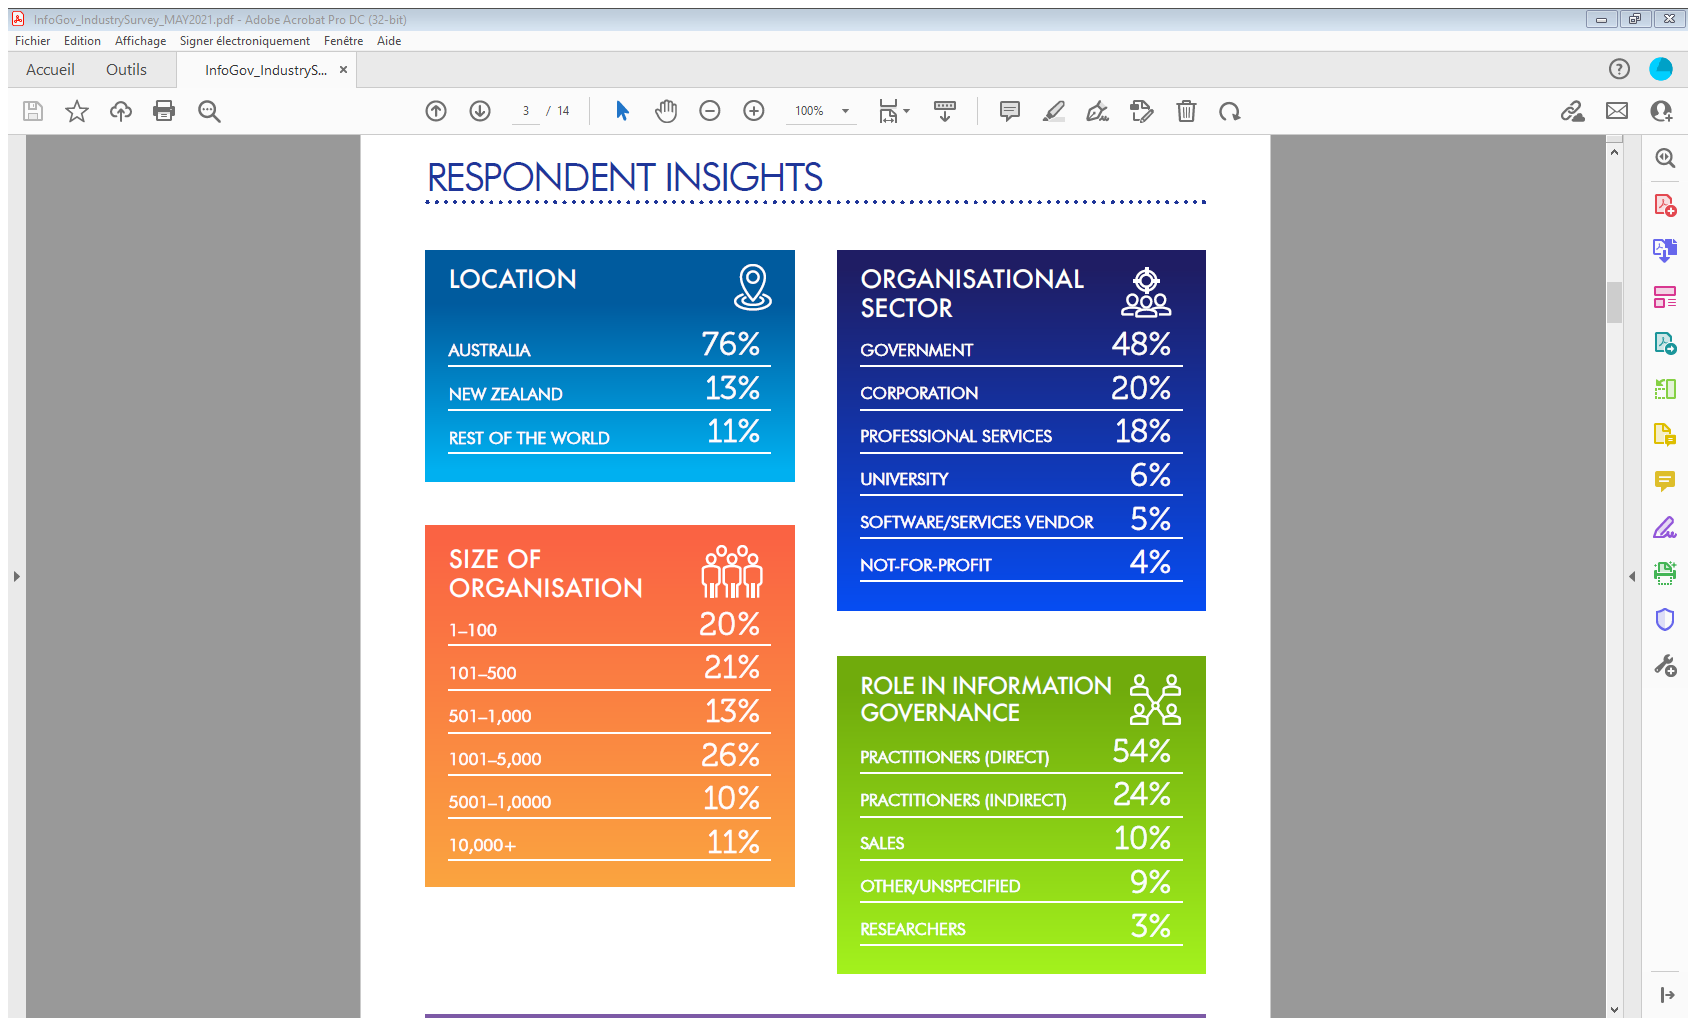 InfoGov_IndustrySurvey_MAY2021.pdf - Adobe Acrobat Pro DC (32-bit)
Fichier Edition Affichage Signer électroniquement Fenêtre Aide
Accueil Outils InfoGov_IndustryS... ×
3 / 14 100%
RESPONDENT INSIGHTS
LOCATION
AUSTRALIA 76%
NEW ZEALAND 13%
REST OF THE WORLD 11%
SIZE OF
ORGANISATION
1–100 20%
101–500 21%
501–1,000 13%
1001–5,000 26%
5001–1,0000 10%
10,000+ 11%
ORGANISATIONAL
SECTOR
GOVERNMENT 48%
CORPORATION 20%
PROFESSIONAL SERVICES 18%
UNIVERSITY 6%
SOFTWARE/SERVICES VENDOR 5%
NOT-FOR-PROFIT 4%
ROLE IN INFORMATION
GOVERNANCE
PRACTITIONERS (DIRECT) 54%
PRACTITIONERS (INDIRECT) 24%
SALES 10%
OTHER/UNSPECIFIED 9%
RESEARCHERS 3%